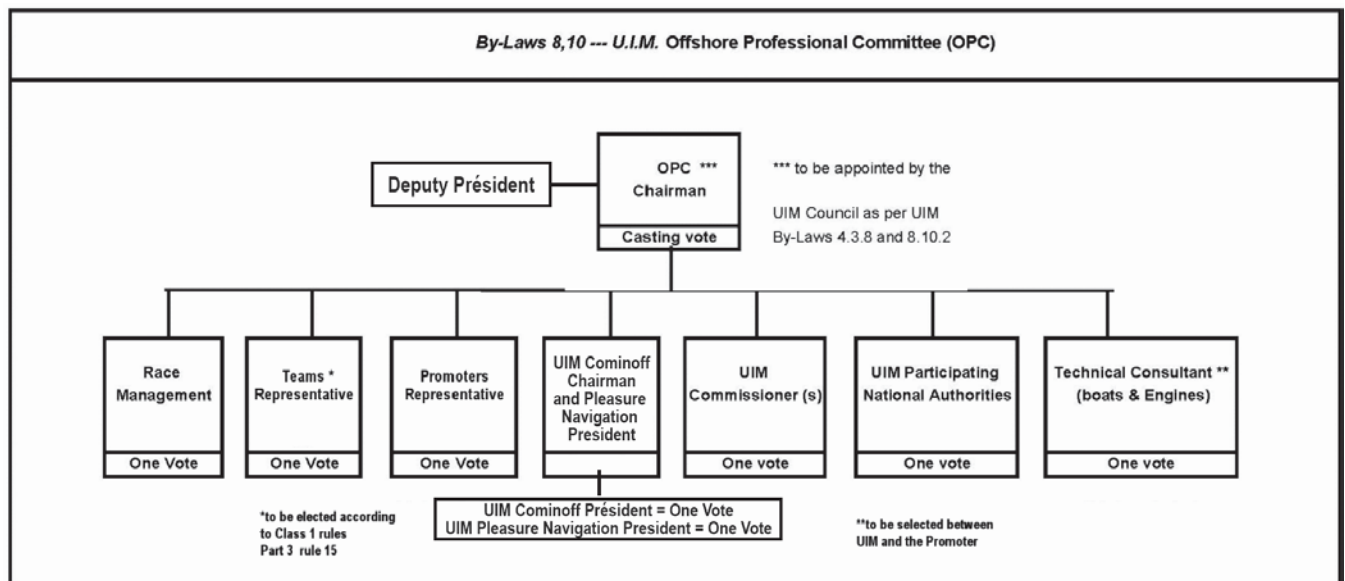 By-Laws 8,10 --- U.I.M. Offshore Professional Committee (OPC)
Deputy Président
OPC ***
Chairman
Casting vote
*** to be appointed by the
UIM Council as per UIM
By-Laws 4.3.8 and 8.10.2
Race
Management
One Vote
Teams *
Representative
One Vote
Promoters
Representative
One Vote
UIM Cominoff
Chairman
and Pleasure
Navigation
President
UIM Commissioner (s)
One vote
UIM Participating
National Authorities
One vote
Technical Consultant **
(boats & Engines)
One vote
*to be elected according
to Class 1 rules
Part 3 rule 15
UIM Cominoff Président = One Vote
UIM Pleasure Navigation President = One Vote
**to be selected between
UIM and the Promoter